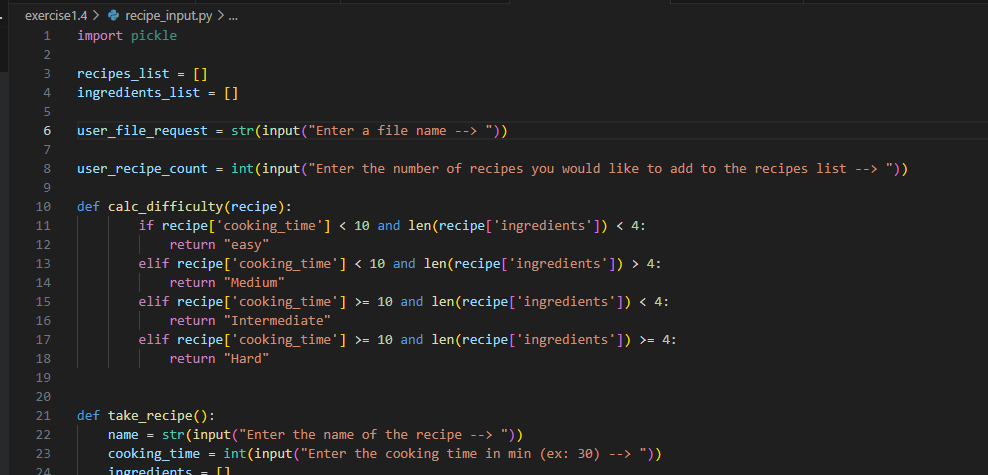 exercise1.4 > recipe_input.py > ...
1 import pickle
2
3 recipes_list = []
4 ingredients_list = []
5
6 user_file_request = str(input("Enter a file name --> "))
7
8 user_recipe_count = int(input("Enter the number of recipes you would like to add to the recipes list --> "))
9
10 def calc_difficulty(recipe):
11         if recipe['cooking_time'] < 10 and len(recipe['ingredients']) < 4:
12             return "easy"
13         elif recipe['cooking_time'] < 10 and len(recipe['ingredients']) > 4:
14             return "Medium"
15         elif recipe['cooking_time'] >= 10 and len(recipe['ingredients']) < 4:
16             return "Intermediate"
17         elif recipe['cooking_time'] >= 10 and len(recipe['ingredients']) >= 4:
18             return "Hard"
19
20
21 def take_recipe():
22     name = str(input("Enter the name of the recipe --> "))
23     cooking_time = int(input("Enter the cooking time in min (ex: 30) --> "))
24     ingredients = []